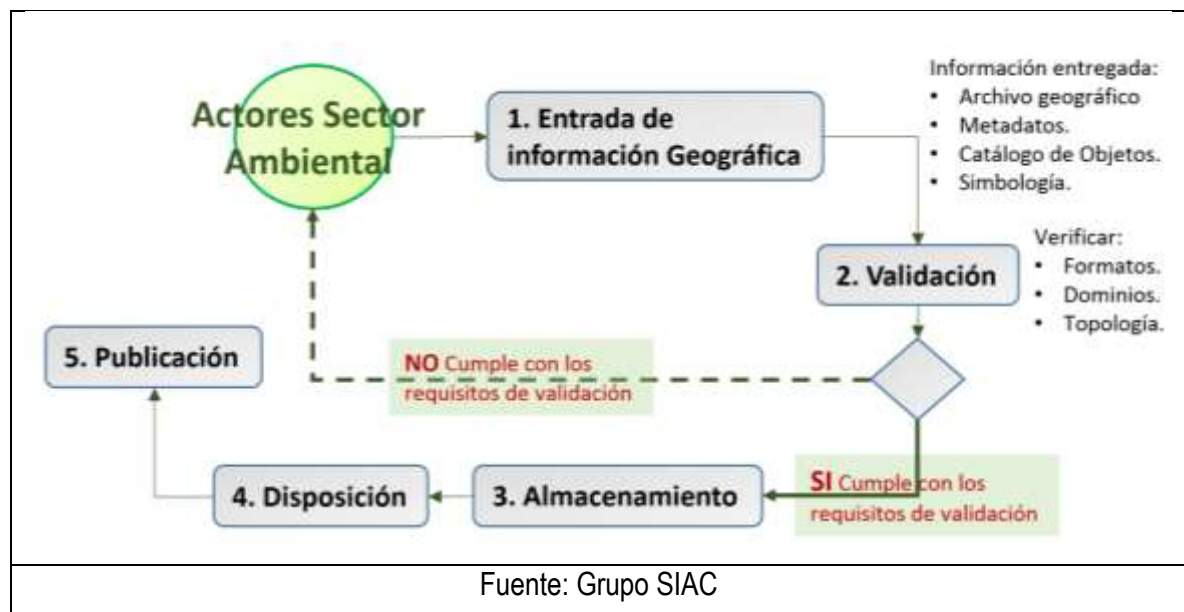 Actores Sector
Ambiental
1. Entrada de
información Geográfica
Información entregada:
• Archivo geográfico
• Metadatos.
• Catálogo de Objetos.
• Simbología.
2. Validación
Verificar:
• Formatos.
• Dominios.
• Topología.
NO Cumple con los
requisitos de validación
SI Cumple con los
requisitos de validación
3. Almacenamiento
4. Disposición
5. Publicación
Fuente: Grupo SIAC